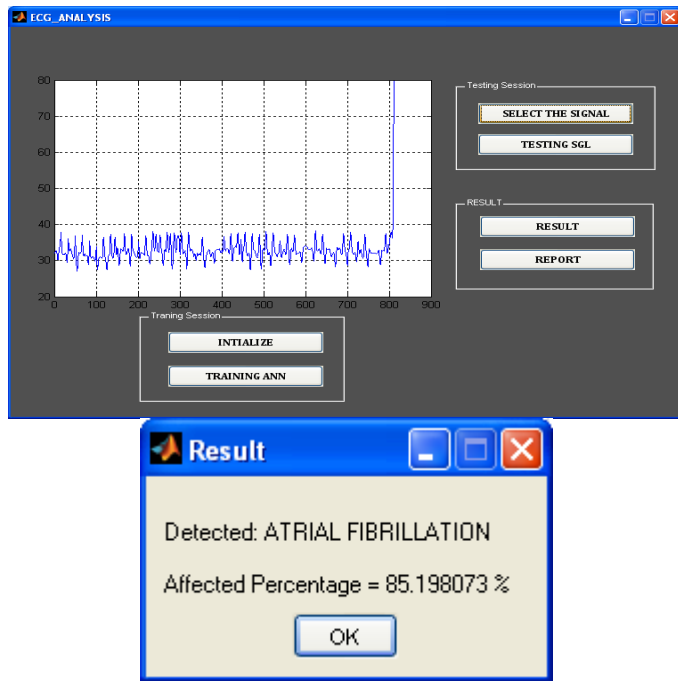 ECG_ANALYSIS
80
70
60
50
40
30
20
0 100 200 300 400 500 600 700 800 900
Testing Session
SELECT THE SIGNAL
TESTING SGL
RESULT
RESULT
REPORT
Traning Session
INTIALIZE
TRAINING ANN
Result
Detected: ATRIAL FIBRILLATION
Affected Percentage = 85.198073 %
OK